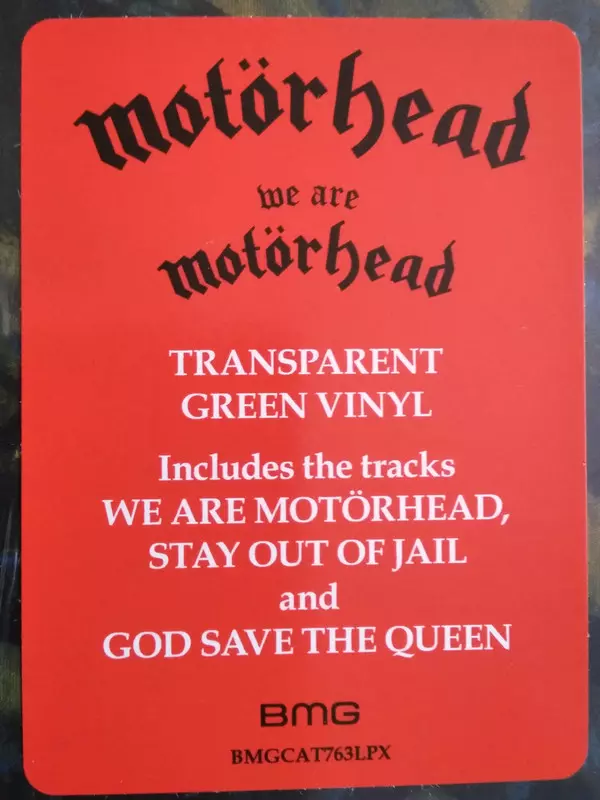 motörhead
we are
motörhead
TRANSPARENT
GREEN VINYL
Includes the tracks
WE ARE MOTÖRHEAD,
STAY OUT OF JAIL
and
GOD SAVE THE QUEEN
BMG
BMGCAT763LPX